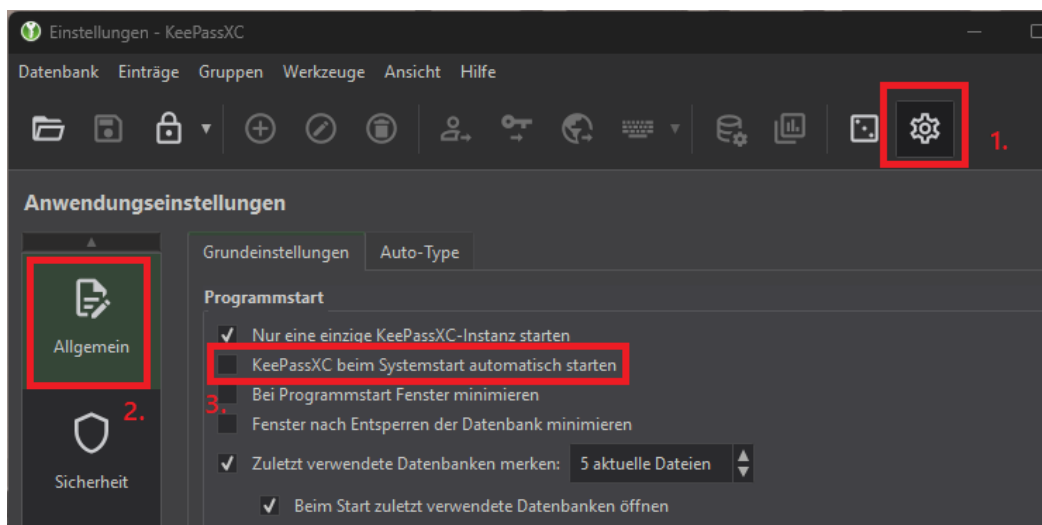 Einstellungen - KeePassXC
Datenbank Einträge Gruppen Werkzeuge Ansicht Hilfe
1.
Anwendungseinstellungen
Grundeinstellungen Auto-Type
Programmstart
Nur eine einzige KeePassXC-Instanz starten
Allgemein
KeePassXC beim Systemstart automatisch starten
Bei Programmstart Fenster minimieren
2.
3.
Fenster nach Entsperren der Datenbank minimieren
Zuletzt verwendete Datenbanken merken: 5 aktuelle Dateien
Sicherheit
Beim Start zuletzt verwendete Datenbanken öffnen